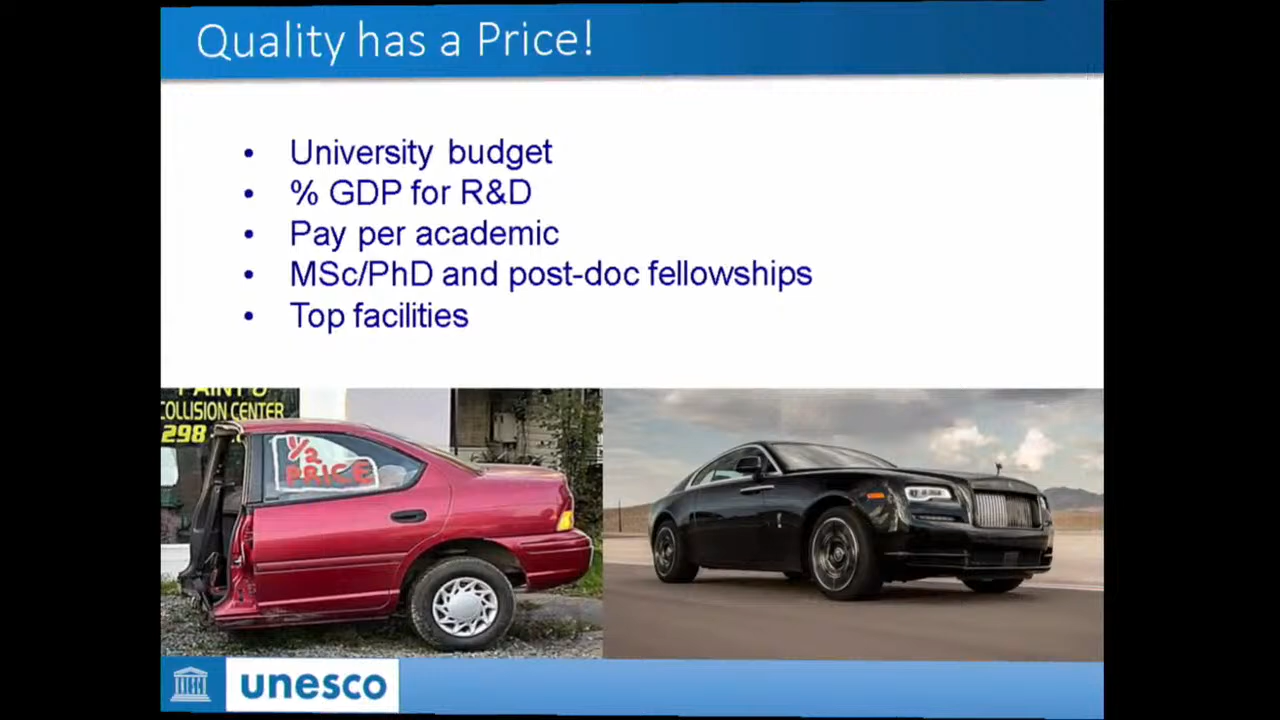 Quality has a Price!
• University budget
• % GDP for R&D
• Pay per academic
• MSc/PhD and post-doc fellowships
• Top facilities
PAINT &
COLLISION CENTER
298
1/2
PRICE
unesco